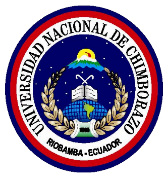 UNIVERSIDAD NACIONAL DE CHIMBORAZO
RIOBAMBA - ECUADOR